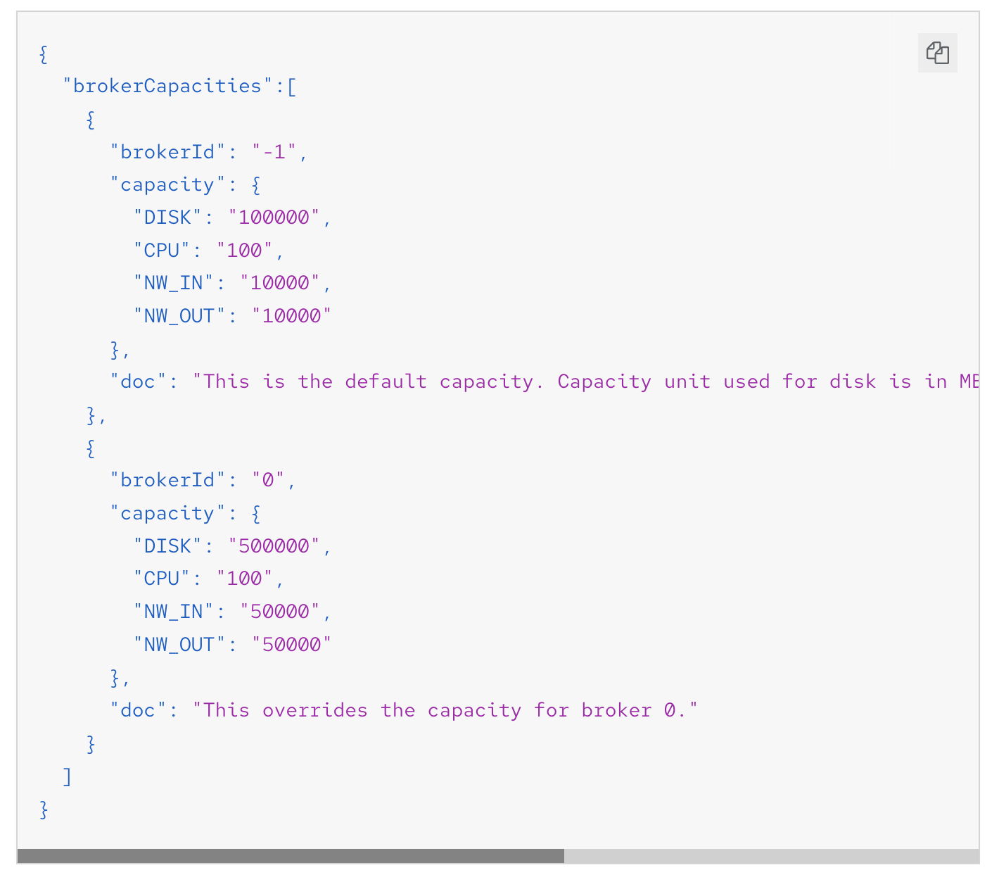 {
  "brokerCapacities":[
    {
      "brokerId": "-1",
      "capacity": {
        "DISK": "100000",
        "CPU": "100",
        "NW_IN": "10000",
        "NW_OUT": "10000"
      },
      "doc": "This is the default capacity. Capacity unit used for disk is in
    },
    {
      "brokerId": "0",
      "capacity": {
        "DISK": "500000",
        "CPU": "100",
        "NW_IN": "50000",
        "NW_OUT": "50000"
      },
      "doc": "This overrides the capacity for broker 0."
    }
  ]
}